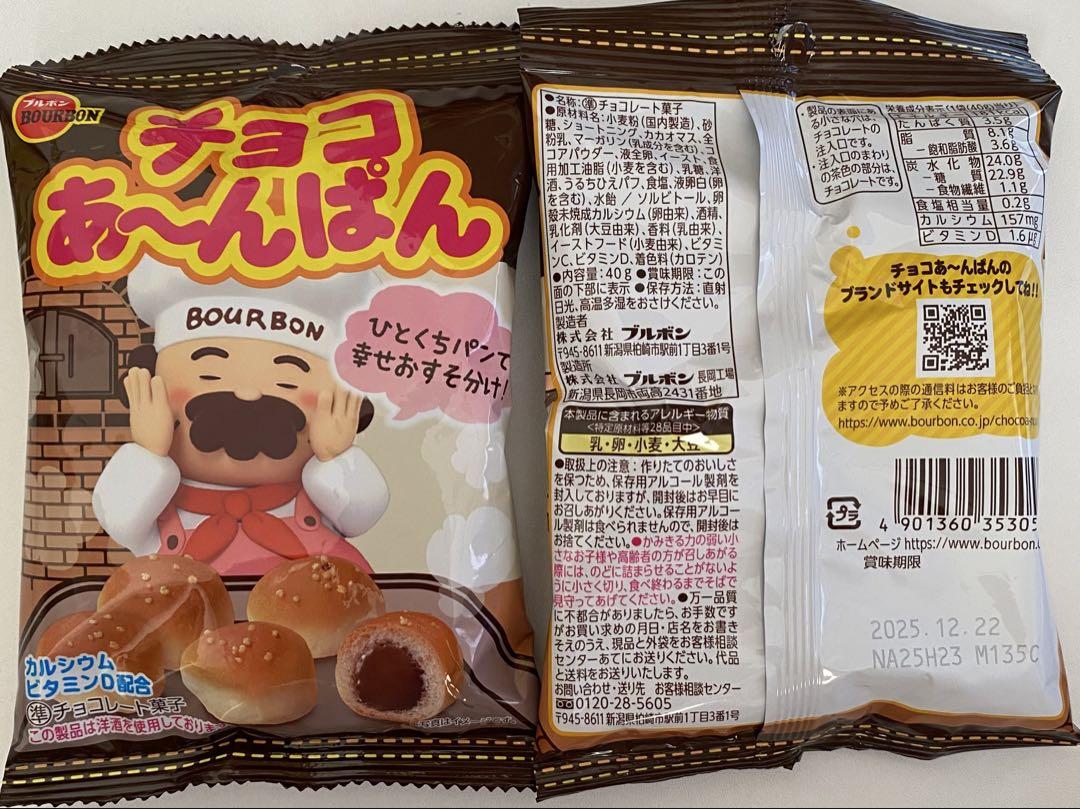 ブルボン
BOURBON
チョコ
あ〜んぱん
BOURBON
ひとくちパンで
幸せおすそ分け!
カルシウム
ビタミンD配合
準チョコレート菓子
この製品は洋酒を使用しており
写真はイメージです
●名称:準チョコレート菓子
●原材料名:小麦粉(国内製造)、砂
糖、ショートニング、カカオマス、全
粉乳、マーガリン(乳成分を含む)、コ
コアパウダー、液全卵、イースト、食
用加工油脂(小麦を含む)、乳糖、洋
酒、うるちひえパフ、食塩、液卵白(卵
を含む)、水飴/ソルビトール、卵
殻未焼成カルシウム(卵由来)、酒精、
乳化剤(大豆由来)、香料(乳由来)、
イーストフード(小麦由来)、ビタミ
ンC、ビタミンD、着色料(カロテン)
●内容量:40g●賞味期限:この
面の下部に表示●保存方法:直射
日光、高温多湿をおさけください。
製造者
株式会社ブルボン
〒945-8611新潟県柏崎市駅前1丁目3番1号
製造所
株式会社ブルボン 長岡工場
新潟県長岡市両高2431番地
本製品に含まれるアレルギー物質
<特定原材料等28品目中>
乳・卵・小麦・大豆
●取扱上の注意:作りたてのおいしさ
を保つため、保存用アルコール製剤を
封入しておりますが、開封後はお早目に
お召しあがりください。保存用アルコー
ル製剤は食べられませんので、開封後は
お捨てください。●かみきる力の弱い小
さなお子様や高齢者の方が召しあがる
際には、のどに詰まらせることがないよ
うに小さく切り、食べ終わるまでそばで
見守ってあげてください。●万一品質
に不都合がありましたら、お手数です
がお買い求めの月日・店名をお書き
そえのうえ、現品と外袋をお客様相談
センターあてにお送りください。代品
と送料をお送りいたします。
お問い合わせ・送り先 お客様相談センター
0120-28-5605
〒945-8611新潟県柏崎市駅前1丁目3番1号
製品の表面にあ
る小さな穴は、
チョコレートの
注入口です。
注入口のまわり
の茶色の部分は、
チョコレートです。
栄養成分表示(1袋(40g)当り)
たんぱく質 3.5g
脂質 8.1g
-飽和脂肪酸 3.6g
炭水化物 24.0g
-糖質 22.9g
-食物繊維 1.1g
食塩相当量 0.2g
カルシウム 157mg
ビタミンD 1.6μg
チョコあ〜んぱんの
ブランドサイトもチェックしてね!!
※アクセスの際の通信料はお客様のご負担と
ますので予めご了承ください。
https://www.bourbon.co.jp/chocoa
プラ
4 901360 35305
ホームページ https://www.bourbon.
賞味期限
2025.12.22
NA25H23 M135C